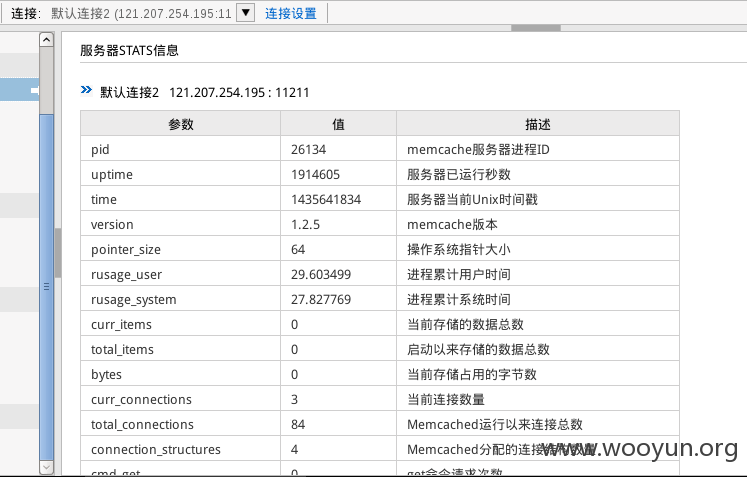 连接: 默认连接2 (121.207.254.195:11 连接设置
服务器STATS信息
默认连接2 121.207.254.195 : 11211
参数 值 描述
pid 26134 memcache服务器进程ID
uptime 1914605 服务器已运行秒数
time 1435641834 服务器当前Unix时间戳
version 1.2.5 memcache版本
pointer_size 64 操作系统指针大小
rusage_user 29.603499 进程累计用户时间
rusage_system 27.827769 进程累计系统时间
curr_items 0 当前存储的数据总数
total_items 0 启动以来存储的数据总数
bytes 0 当前存储占用的字节数
curr_connections 3 当前连接数量
total_connections 84 Memcached运行以来连接总数
connection_structures 4 Memcached分配的连接结构数量
www.wooyun.org
cmd_get 0 get命令请求次数